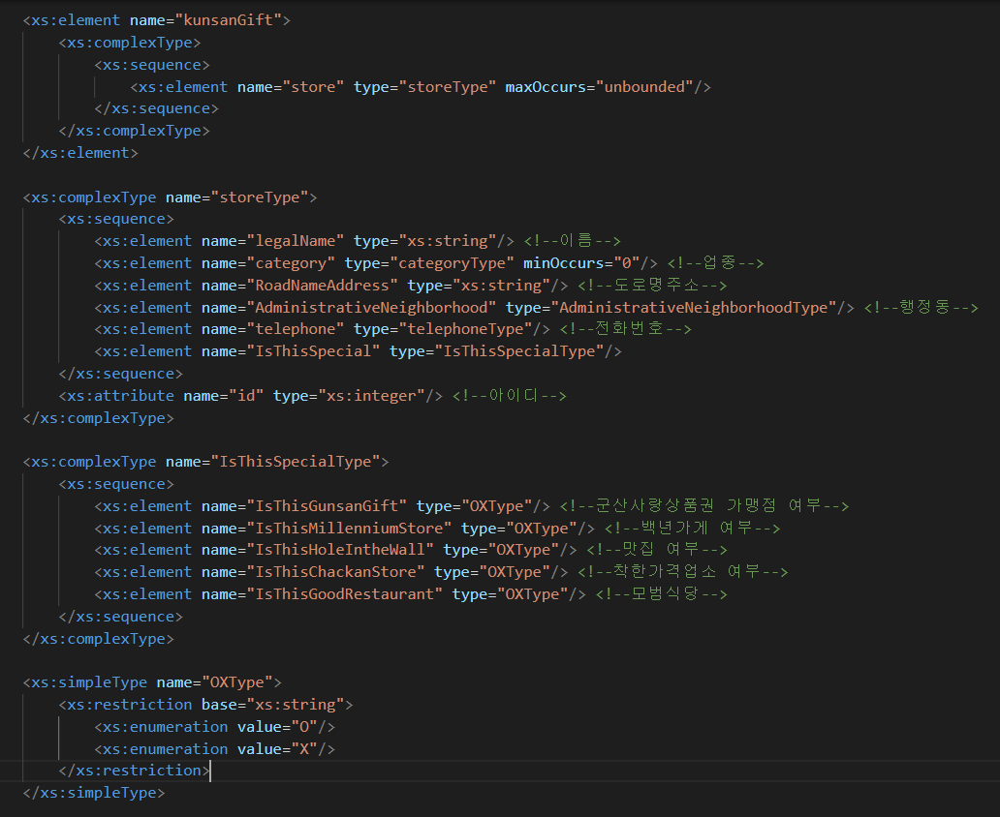 <xs:element name="kunsanGift">
<xs:complexType>
<xs:sequence>
<xs:element name="store" type="storeType" maxOccurs="unbounded"/>
</xs:sequence>
</xs:complexType>
</xs:element>
<xs:complexType name="storeType">
<xs:sequence>
<xs:element name="legalName" type="xs:string"/> <!--이름-->
<xs:element name="category" type="categoryType" minOccurs="0"/> <!--업종-->
<xs:element name="RoadNameAddress" type="xs:string"/> <!--도로명주소-->
<xs:element name="AdministrativeNeighborhood" type="AdministrativeNeighborhoodType"/> <!--행정동-->
<xs:element name="telephone" type="telephoneType"/> <!--전화번호-->
<xs:element name="IsThisSpecial" type="IsThisSpecialType"/>
</xs:sequence>
<xs:attribute name="id" type="xs:integer"/> <!--아이디-->
</xs:complexType>
<xs:complexType name="IsThisSpecialType">
<xs:sequence>
<xs:element name="IsThisGunsanGift" type="OXType"/> <!--군산사랑상품권 가맹점 여부-->
<xs:element name="IsThisMillenniumStore" type="OXType"/> <!--백년가게 여부-->
<xs:element name="IsThisHoleIntheWall" type="OXType"/> <!--맛집 여부-->
<xs:element name="IsThisChackanStore" type="OXType"/> <!--착한가격업소 여부-->
<xs:element name="IsThisGoodRestaurant" type="OXType"/> <!--모범식당-->
</xs:sequence>
</xs:complexType>
<xs:simpleType name="OXType">
<xs:restriction base="xs:string">
<xs:enumeration value="O"/>
<xs:enumeration value="X"/>
</xs:restriction>
</xs:simpleType>